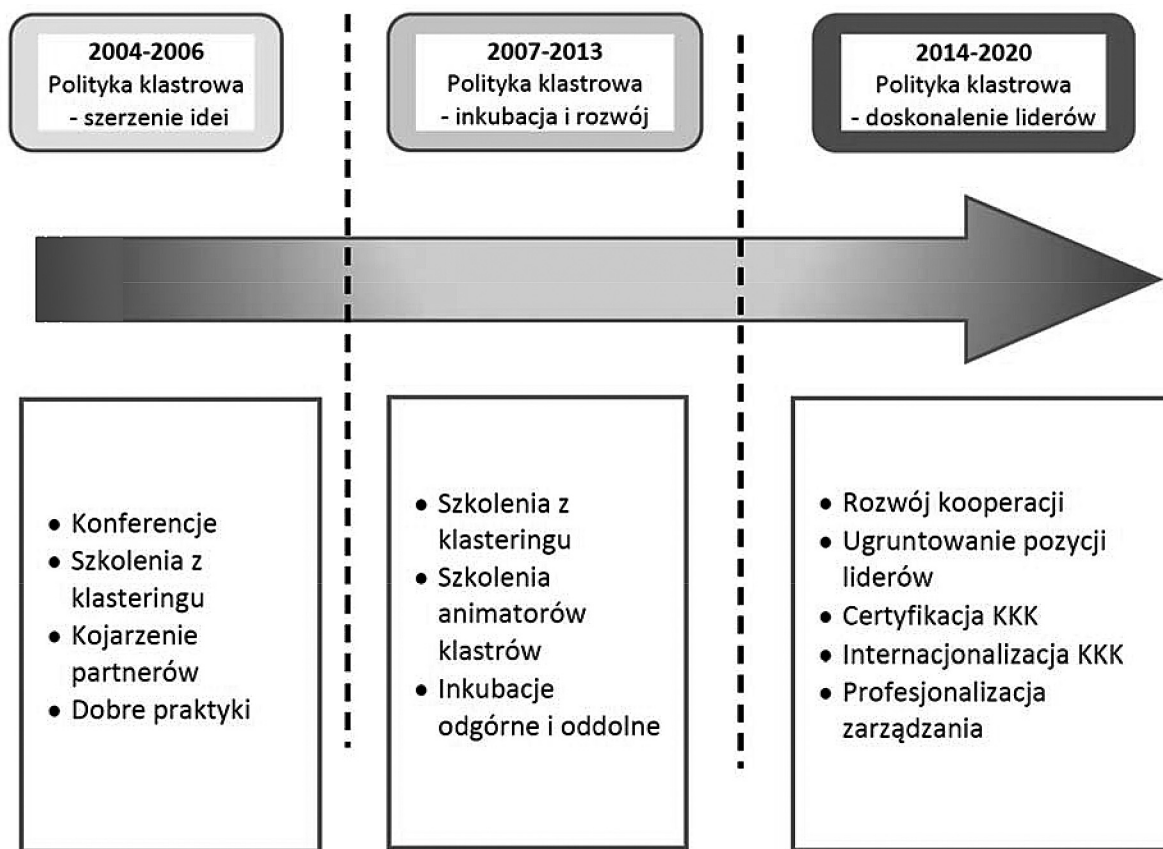 2004-2006
Polityka klastrowa
- szerzenie idei
2007-2013
Polityka klastrowa
- inkubacja i rozwój
2014-2020
Polityka klastrowa
- doskonalenie liderów
• Konferencje
• Szkolenia z
klasteringu
• Kojarzenie
partnerów
• Dobre praktyki
• Szkolenia z
klasteringu
• Szkolenia
animatorów
klastrów
• Inkubacje
odgórne i oddolne
• Rozwój kooperacji
• Ugruntowanie pozycji
liderów
• Certyfikacja KKK
• Internacjonalizacja KKK
• Profesjonalizacja
zarządzania